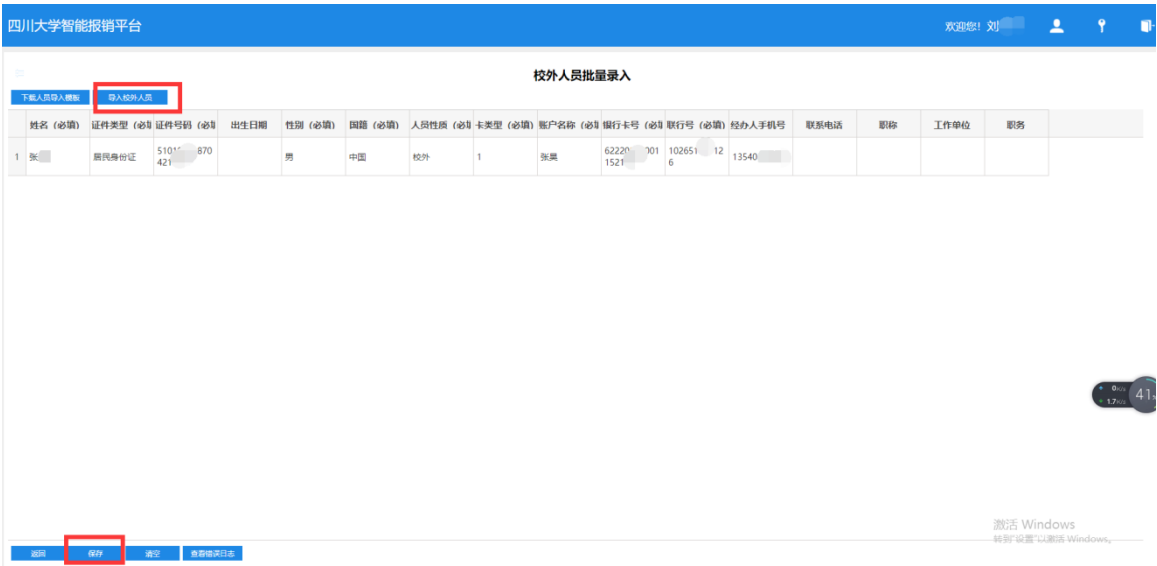 四川大学智能报销平台 欢迎您! 刘
校外人员批量录入
下载人员导入模板 导入校外人员
姓名 (必填) 证件类型 (必填 证件号码 (必填 出生日期 性别 (必填) 国籍 (必填) 人员性质 (必填 卡类型 (必填) 账户名称 (必填 银行卡号 (必填 联行号 (必填) 经办人手机号 联系电话 职称 工作单位 职务
1 张 居民身份证 5101 870 男 中国 校外 1 张昊 62220 001 102651 12 13540
421 1521 6
0K/s
1.7K/s
41
激活 Windows
转到"设置"以激活 Windows。
返回 保存 清空 查看错误日志